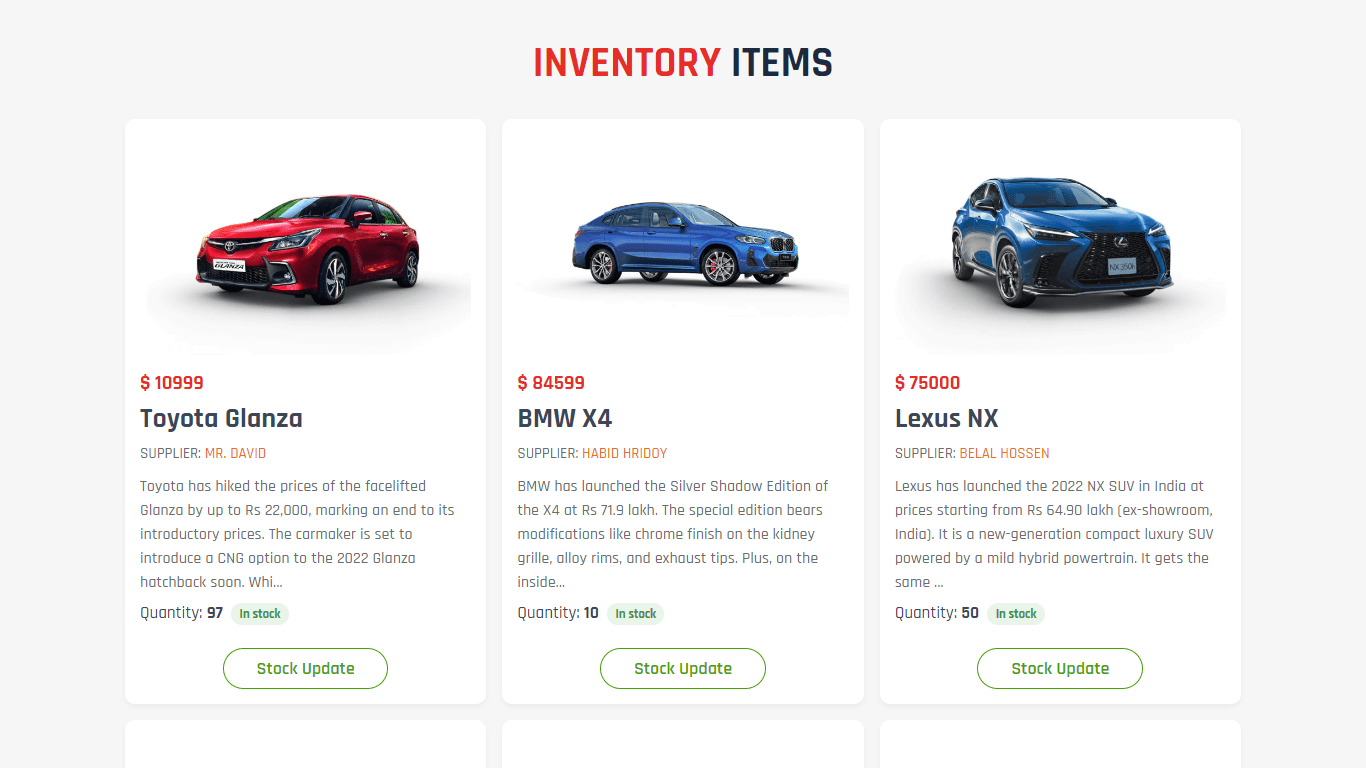 INVENTORY ITEMS
GLANZA
NX 350h
$ 10999
Toyota Glanza
SUPPLIER: MR. DAVID
Toyota has hiked the prices of the facelifted
Glanza by up to Rs 22,000, marking an end to its
introductory prices. The carmaker is set to
introduce a CNG option to the 2022 Glanza
hatchback soon. Whi...
Quantity: 97 In stock
Stock Update
$ 84599
BMW X4
SUPPLIER: HABID HRIDOY
BMW has launched the Silver Shadow Edition of
the X4 at Rs 71.9 lakh. The special edition bears
modifications like chrome finish on the kidney
grille, alloy rims, and exhaust tips. Plus, on the
inside...
Quantity: 10 In stock
Stock Update
$ 75000
Lexus NX
SUPPLIER: BELAL HOSSEN
Lexus has launched the 2022 NX SUV in India at
prices starting from Rs 64.90 lakh (ex-showroom,
India). It is a new-generation compact luxury SUV
powered by a mild hybrid powertrain. It gets the
same ...
Quantity: 50 In stock
Stock Update